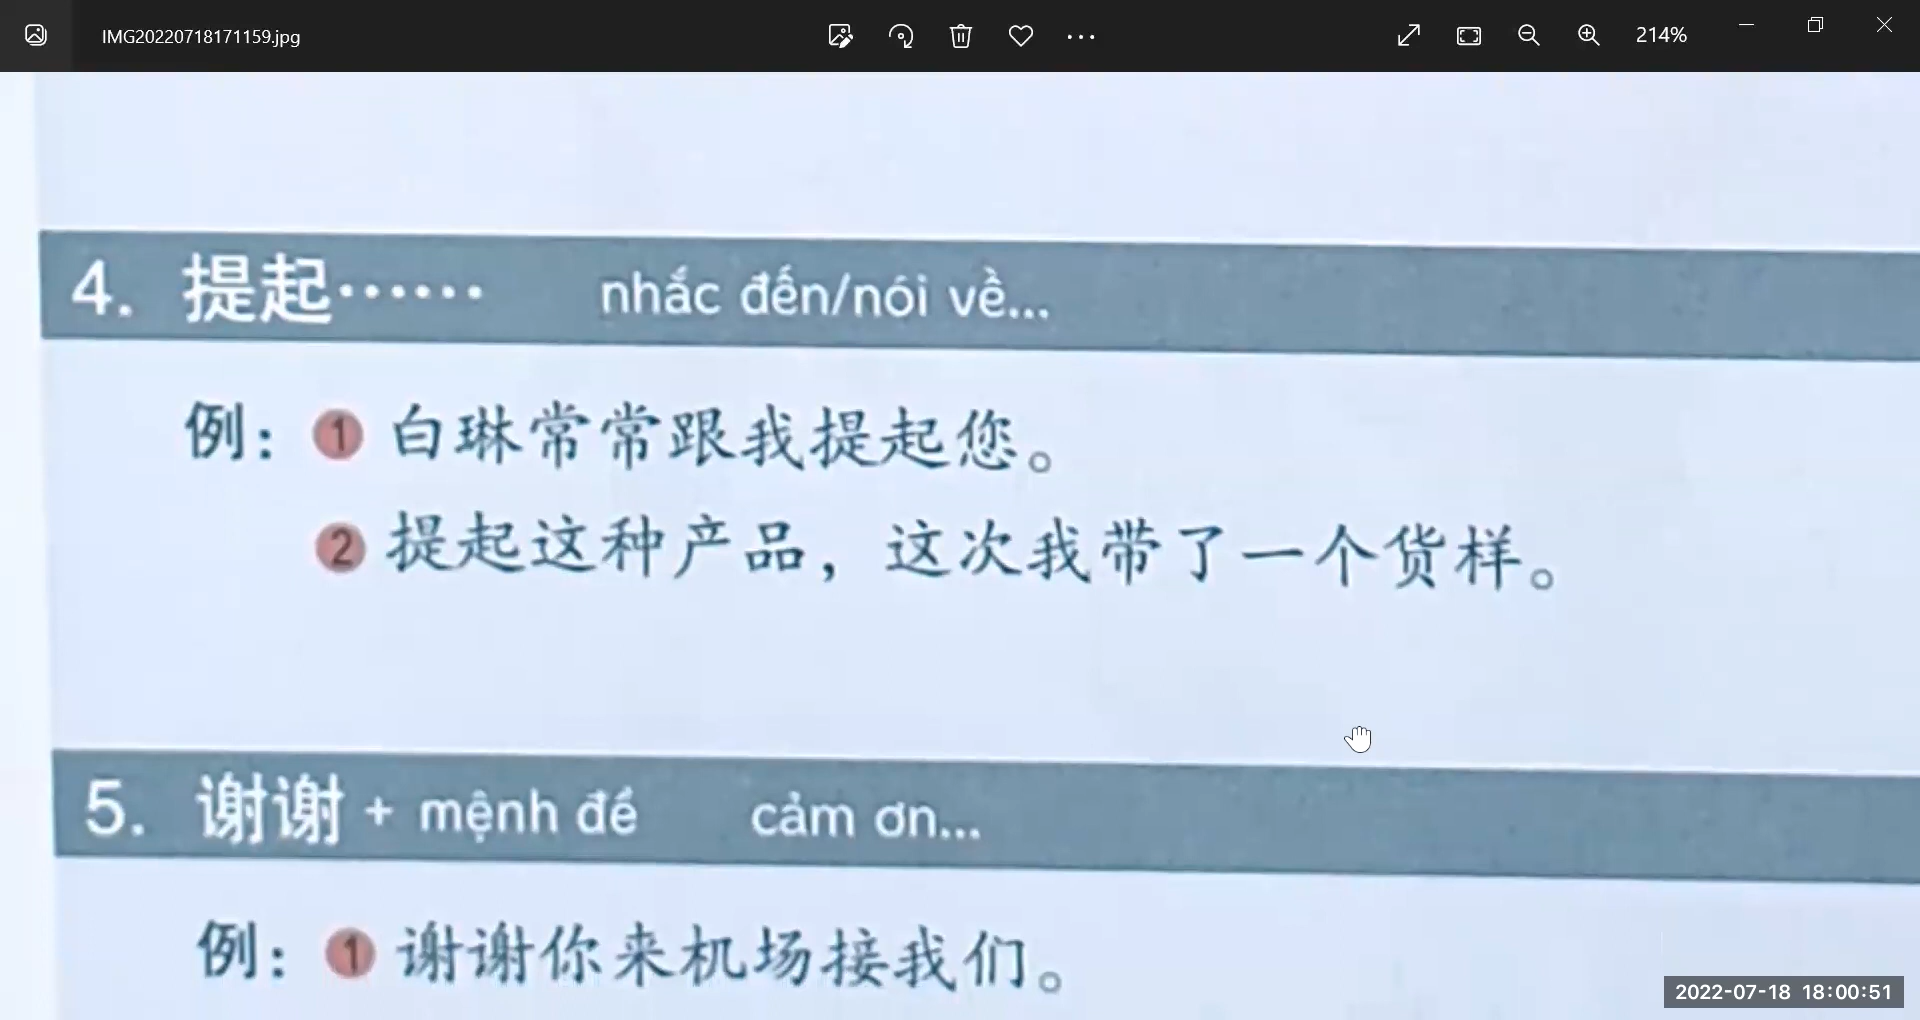 IMG20220718171159.jpg
214%
4. 提起…… nhắc đến/nói về...
例：① 白琳常常跟我提起您。
② 提起这种产品，这次我带了一个货样。
5. 谢谢 + mệnh đề cảm ơn...
例：① 谢谢你来机场接我们。
2022-07-18 18:00:51